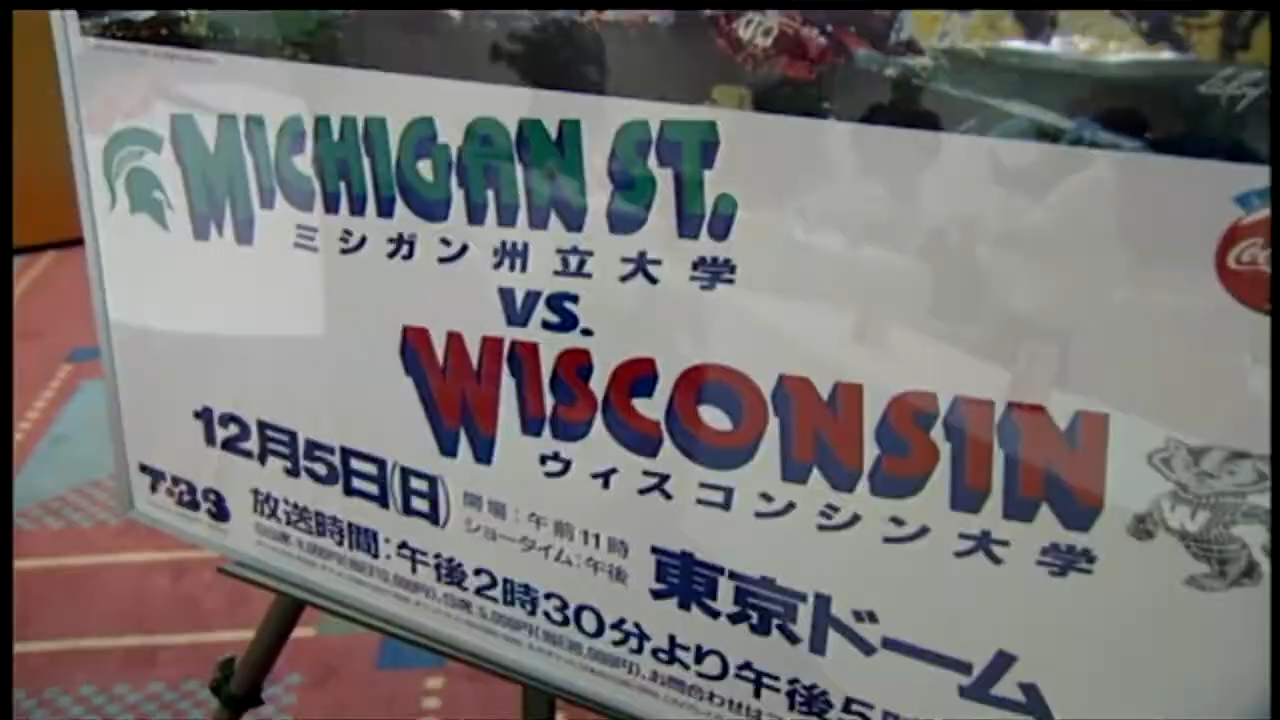 MICHIGAN ST.
ミシガン州立大学
VS.
WISCONSIN
ウィスコンシン大学
12月5日(日)
開場:午前11時
ショータイム:午後
東京ドーム
放送時間:午後2時30分より午後5